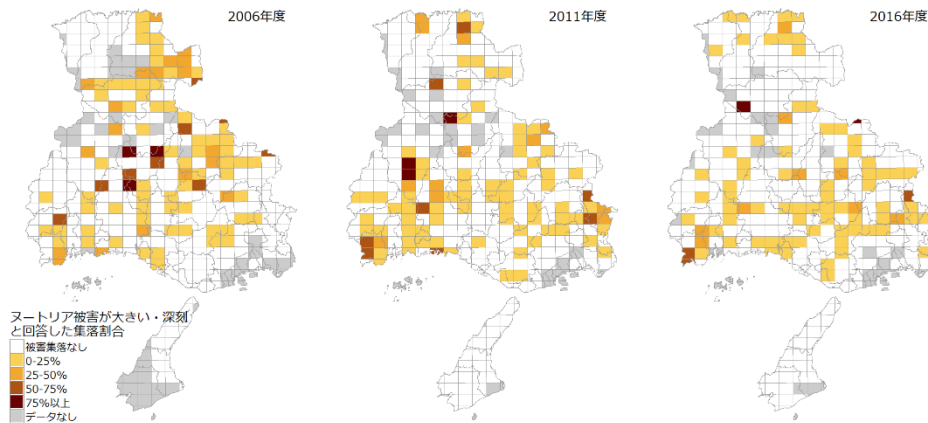 2006年度
2011年度
2016年度
ヌートリア被害が大きい・深刻
と回答した集落割合
被害集落なし
0-25%
25-50%
50-75%
75%以上
データなし